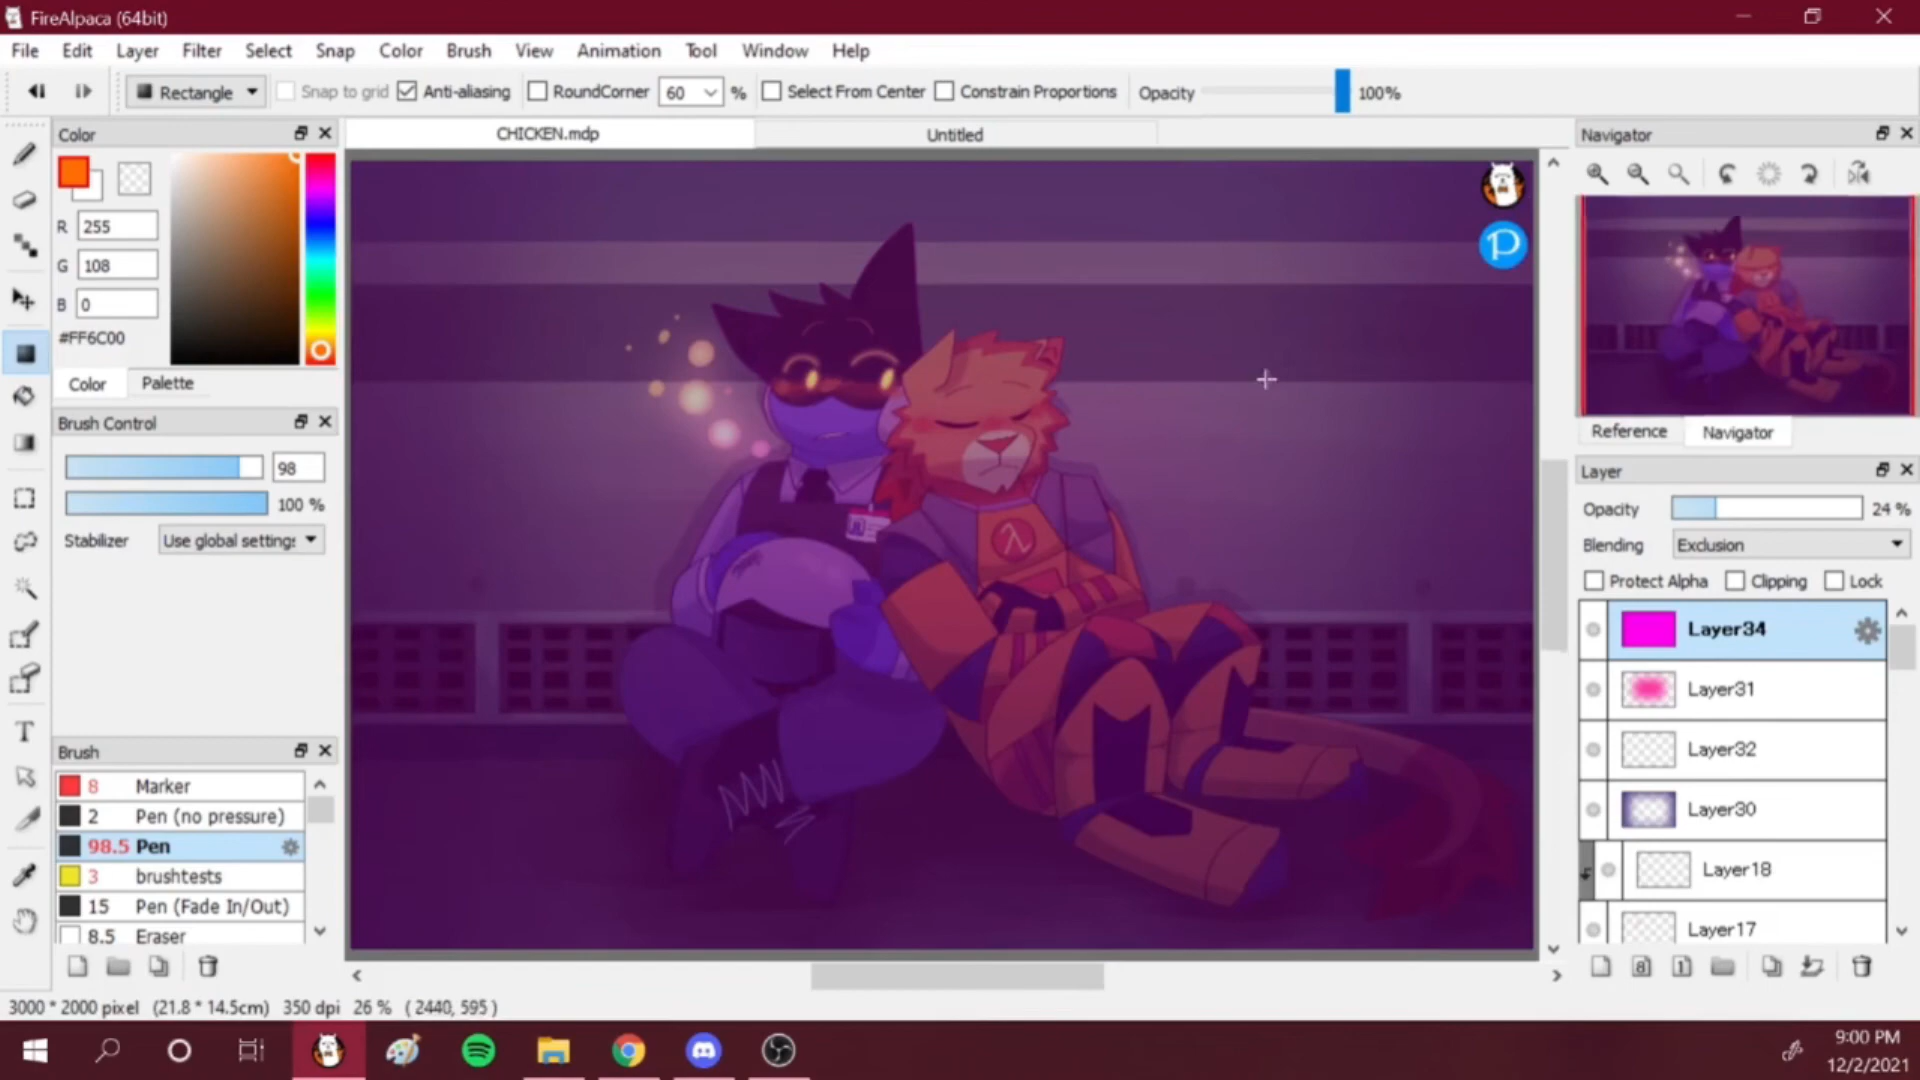 FireAlpaca (64bit)
File Edit Layer Filter Select Snap Color Brush View Animation Tool Window Help
Rectangle Snap to grid Anti-aliasing RoundCorner 60 % Select From Center Constrain Proportions Opacity 100%
Color
CHICKEN.mdp
Untitled
Navigator
R 255
G 108
B 0
#FF6C00
Color Palette
Brush Control
98
100 %
Stabilizer Use global settings
Brush
8 Marker
2 Pen (no pressure)
98.5 Pen
3 brushtests
15 Pen (Fade In/Out)
8.5 Eraser
λ
P
Reference Navigator
Layer
Opacity 24 %
Blending Exclusion
Protect Alpha Clipping Lock
Layer34
Layer31
Layer32
Layer30
Layer18
Layer17
8 1
3000 * 2000 pixel (21.8 * 14.5cm) 350 dpi 26 % ( 2440, 595 )
9:00 PM
12/2/2021